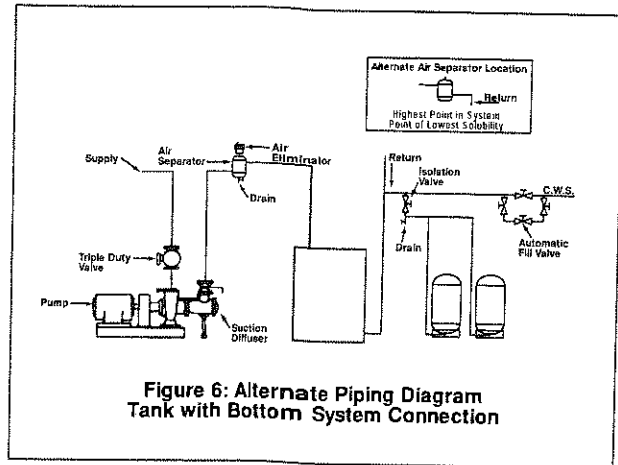 Alternate Air Separator Location
Return
Highest Point in System
Point of Lowest Solubility
Supply
Air
Separator
Air
Eliminator
Drain
Return
Isolation
Valve
C.W.S.
Drain
Automatic
Fill Valve
Triple Duty
Valve
Pump
Suction
Diffuser
Figure 6: Alternate Piping Diagram
Tank with Bottom System Connection